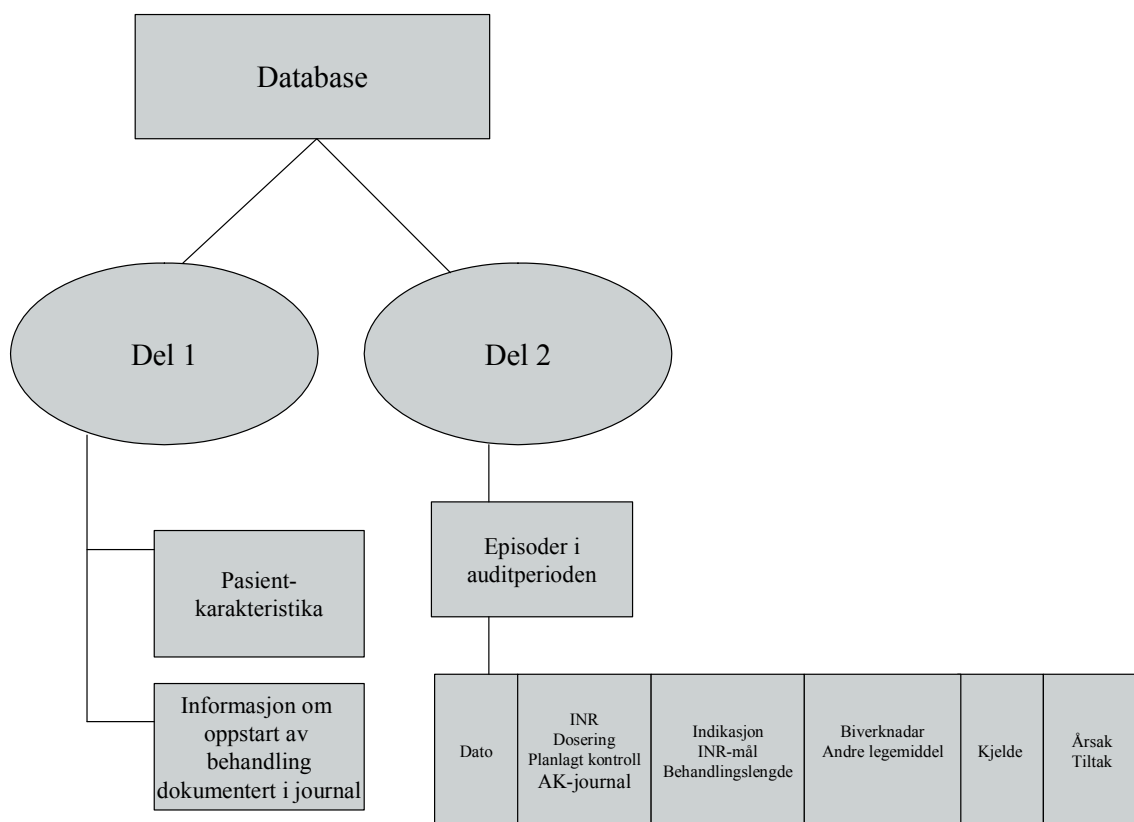 Database
Del 1
Del 2
Pasient-
karakteristika
Informasjon om
oppstart av
behandling
dokumentert i journal
Episoder i
auditperioden
Dato
INR
Dosering
Planlagt kontroll
AK-journal
Indikasjon
INR-mål
Behandlingslengde
Biverknadar
Andre legemiddel
Kjelde
Årsak
Tiltak